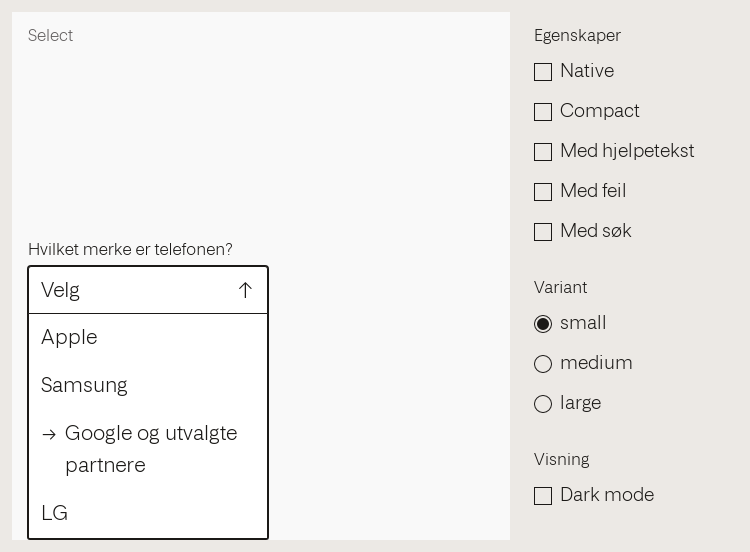 Select
Hvilket merke er telefonen?
Velg
Apple
Samsung
Google og utvalgte
partnere
LG
Egenskaper
Native
Compact
Med hjelpetekst
Med feil
Med søk
Variant
small
medium
large
Visning
Dark mode